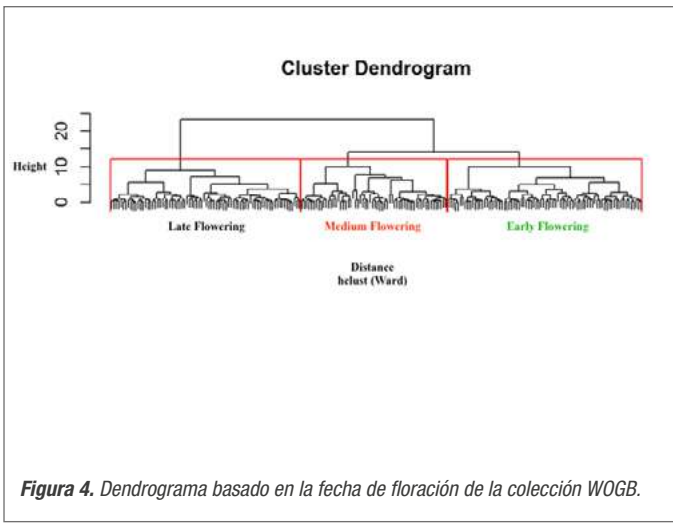 Cluster Dendrogram
20
Height
10
0
Late Flowering
Medium Flowering
Early Flowering
Distance
hclust (Ward)
Figura 4. Dendrograma basado en la fecha de floración de la colección WOGB.